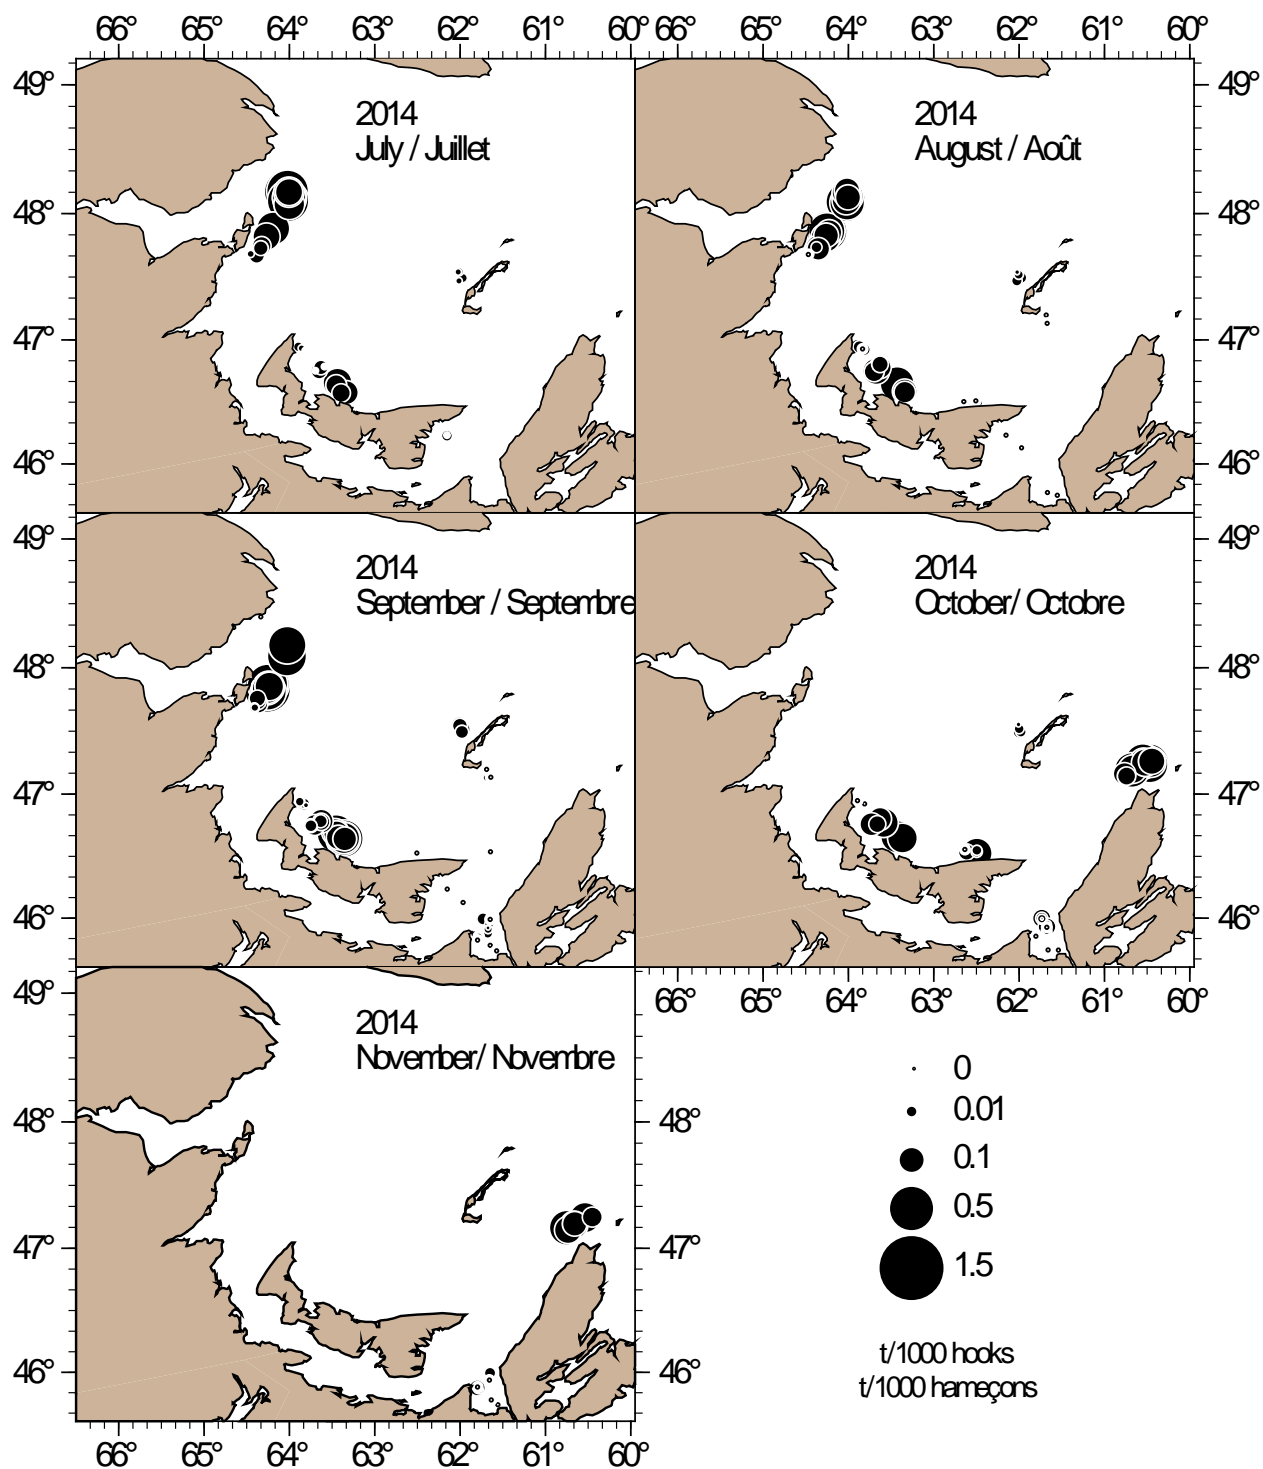 66° 65° 64° 63° 62° 61° 60° 66° 65° 64° 63° 62° 61° 60°
49° 49°
2014 2014
July / Juillet August / Août
48° 48°
47° 47°
46° 46°
49° 49°
2014 2014
September / Septembre October/ Octobre
48° 48°
47° 47°
46° 46°
49° 66° 65° 64° 63° 62° 61° 60°
2014
November/ Novembre
0
0.01
48° 48°
0.1
0.5
47° 47°
1.5
t/1000 hooks
46° 46°
t/1000 hameçons
66° 65° 64° 63° 62° 61° 60°